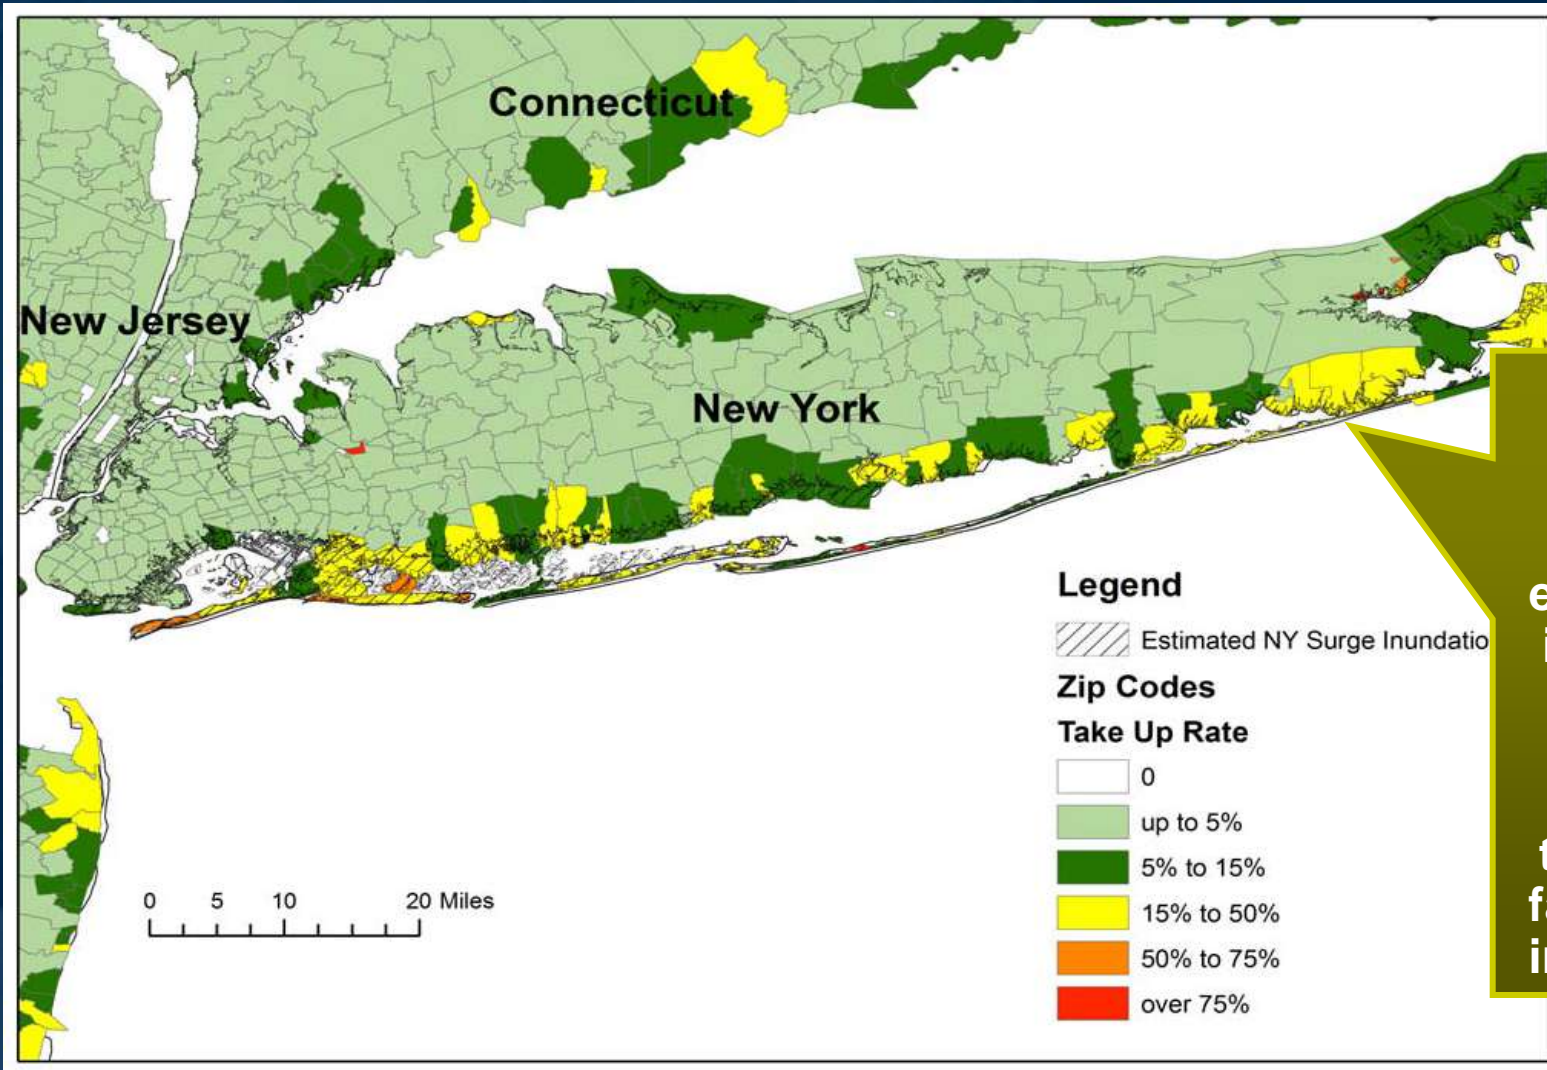 Connecticut
New Jersey
New York
Legend
Estimated NY Surge Inundatio
Zip Codes
Take Up Rate
0
up to 5%
5% to 15%
15% to 50%
50% to 75%
over 75%
0 5 10 20 Miles